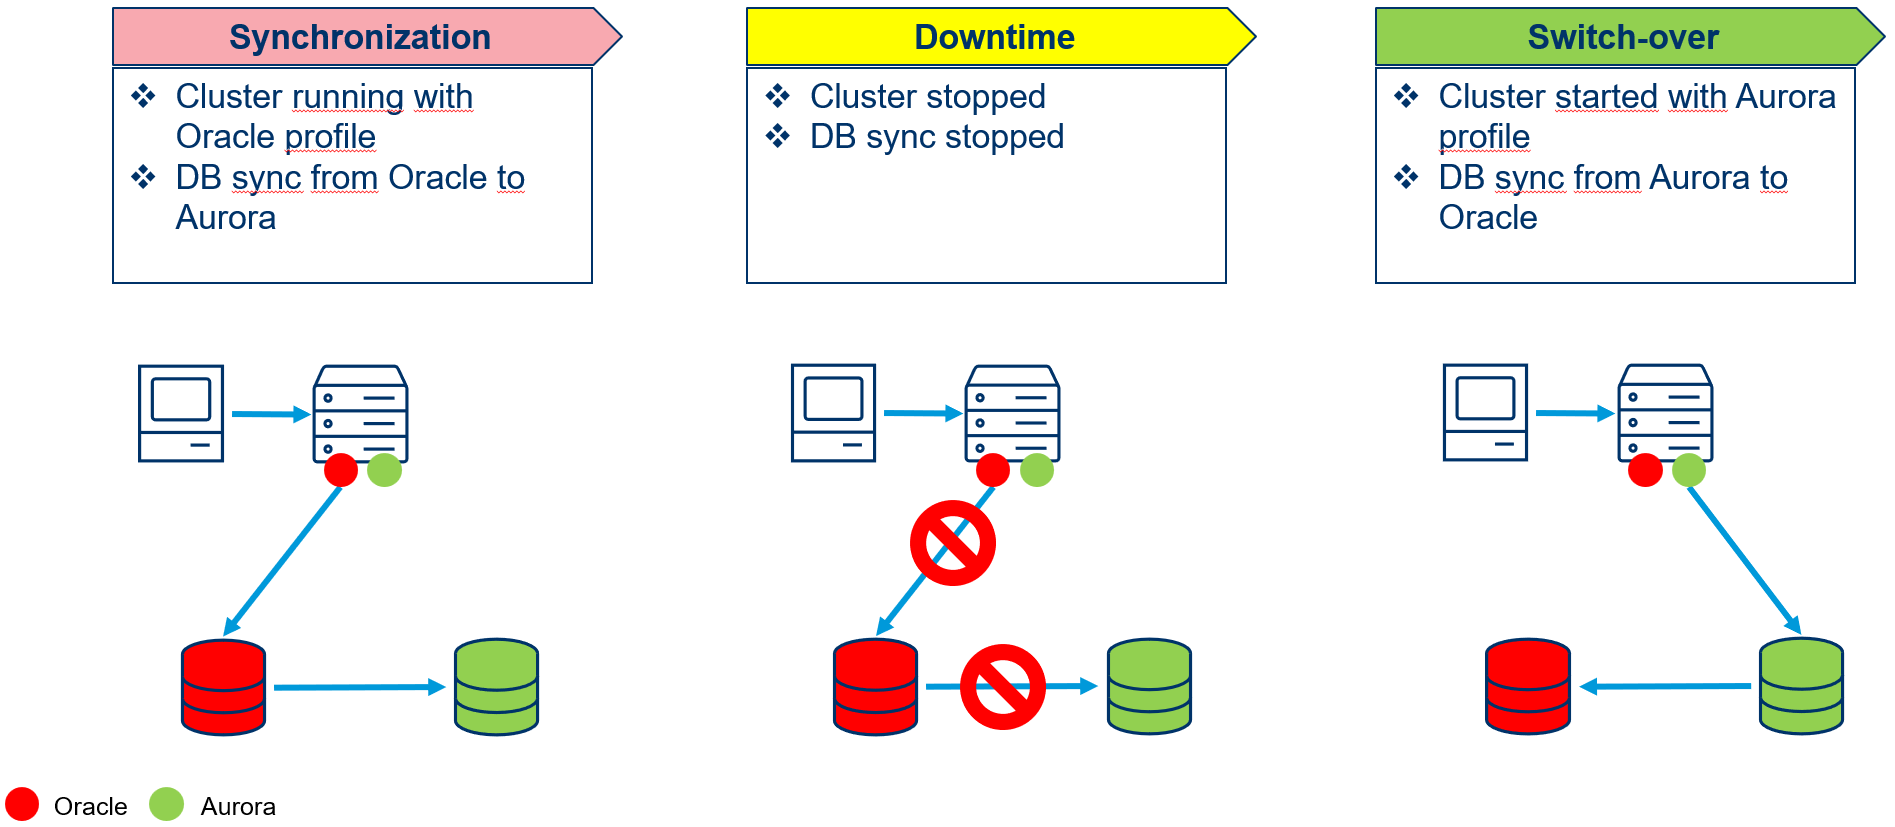 Synchronization
❖ Cluster running with
Oracle profile
❖ DB sync from Oracle to
Aurora
Downtime
❖ Cluster stopped
❖ DB sync stopped
Switch-over
❖ Cluster started with Aurora
profile
❖ DB sync from Aurora to
Oracle
Oracle
Aurora